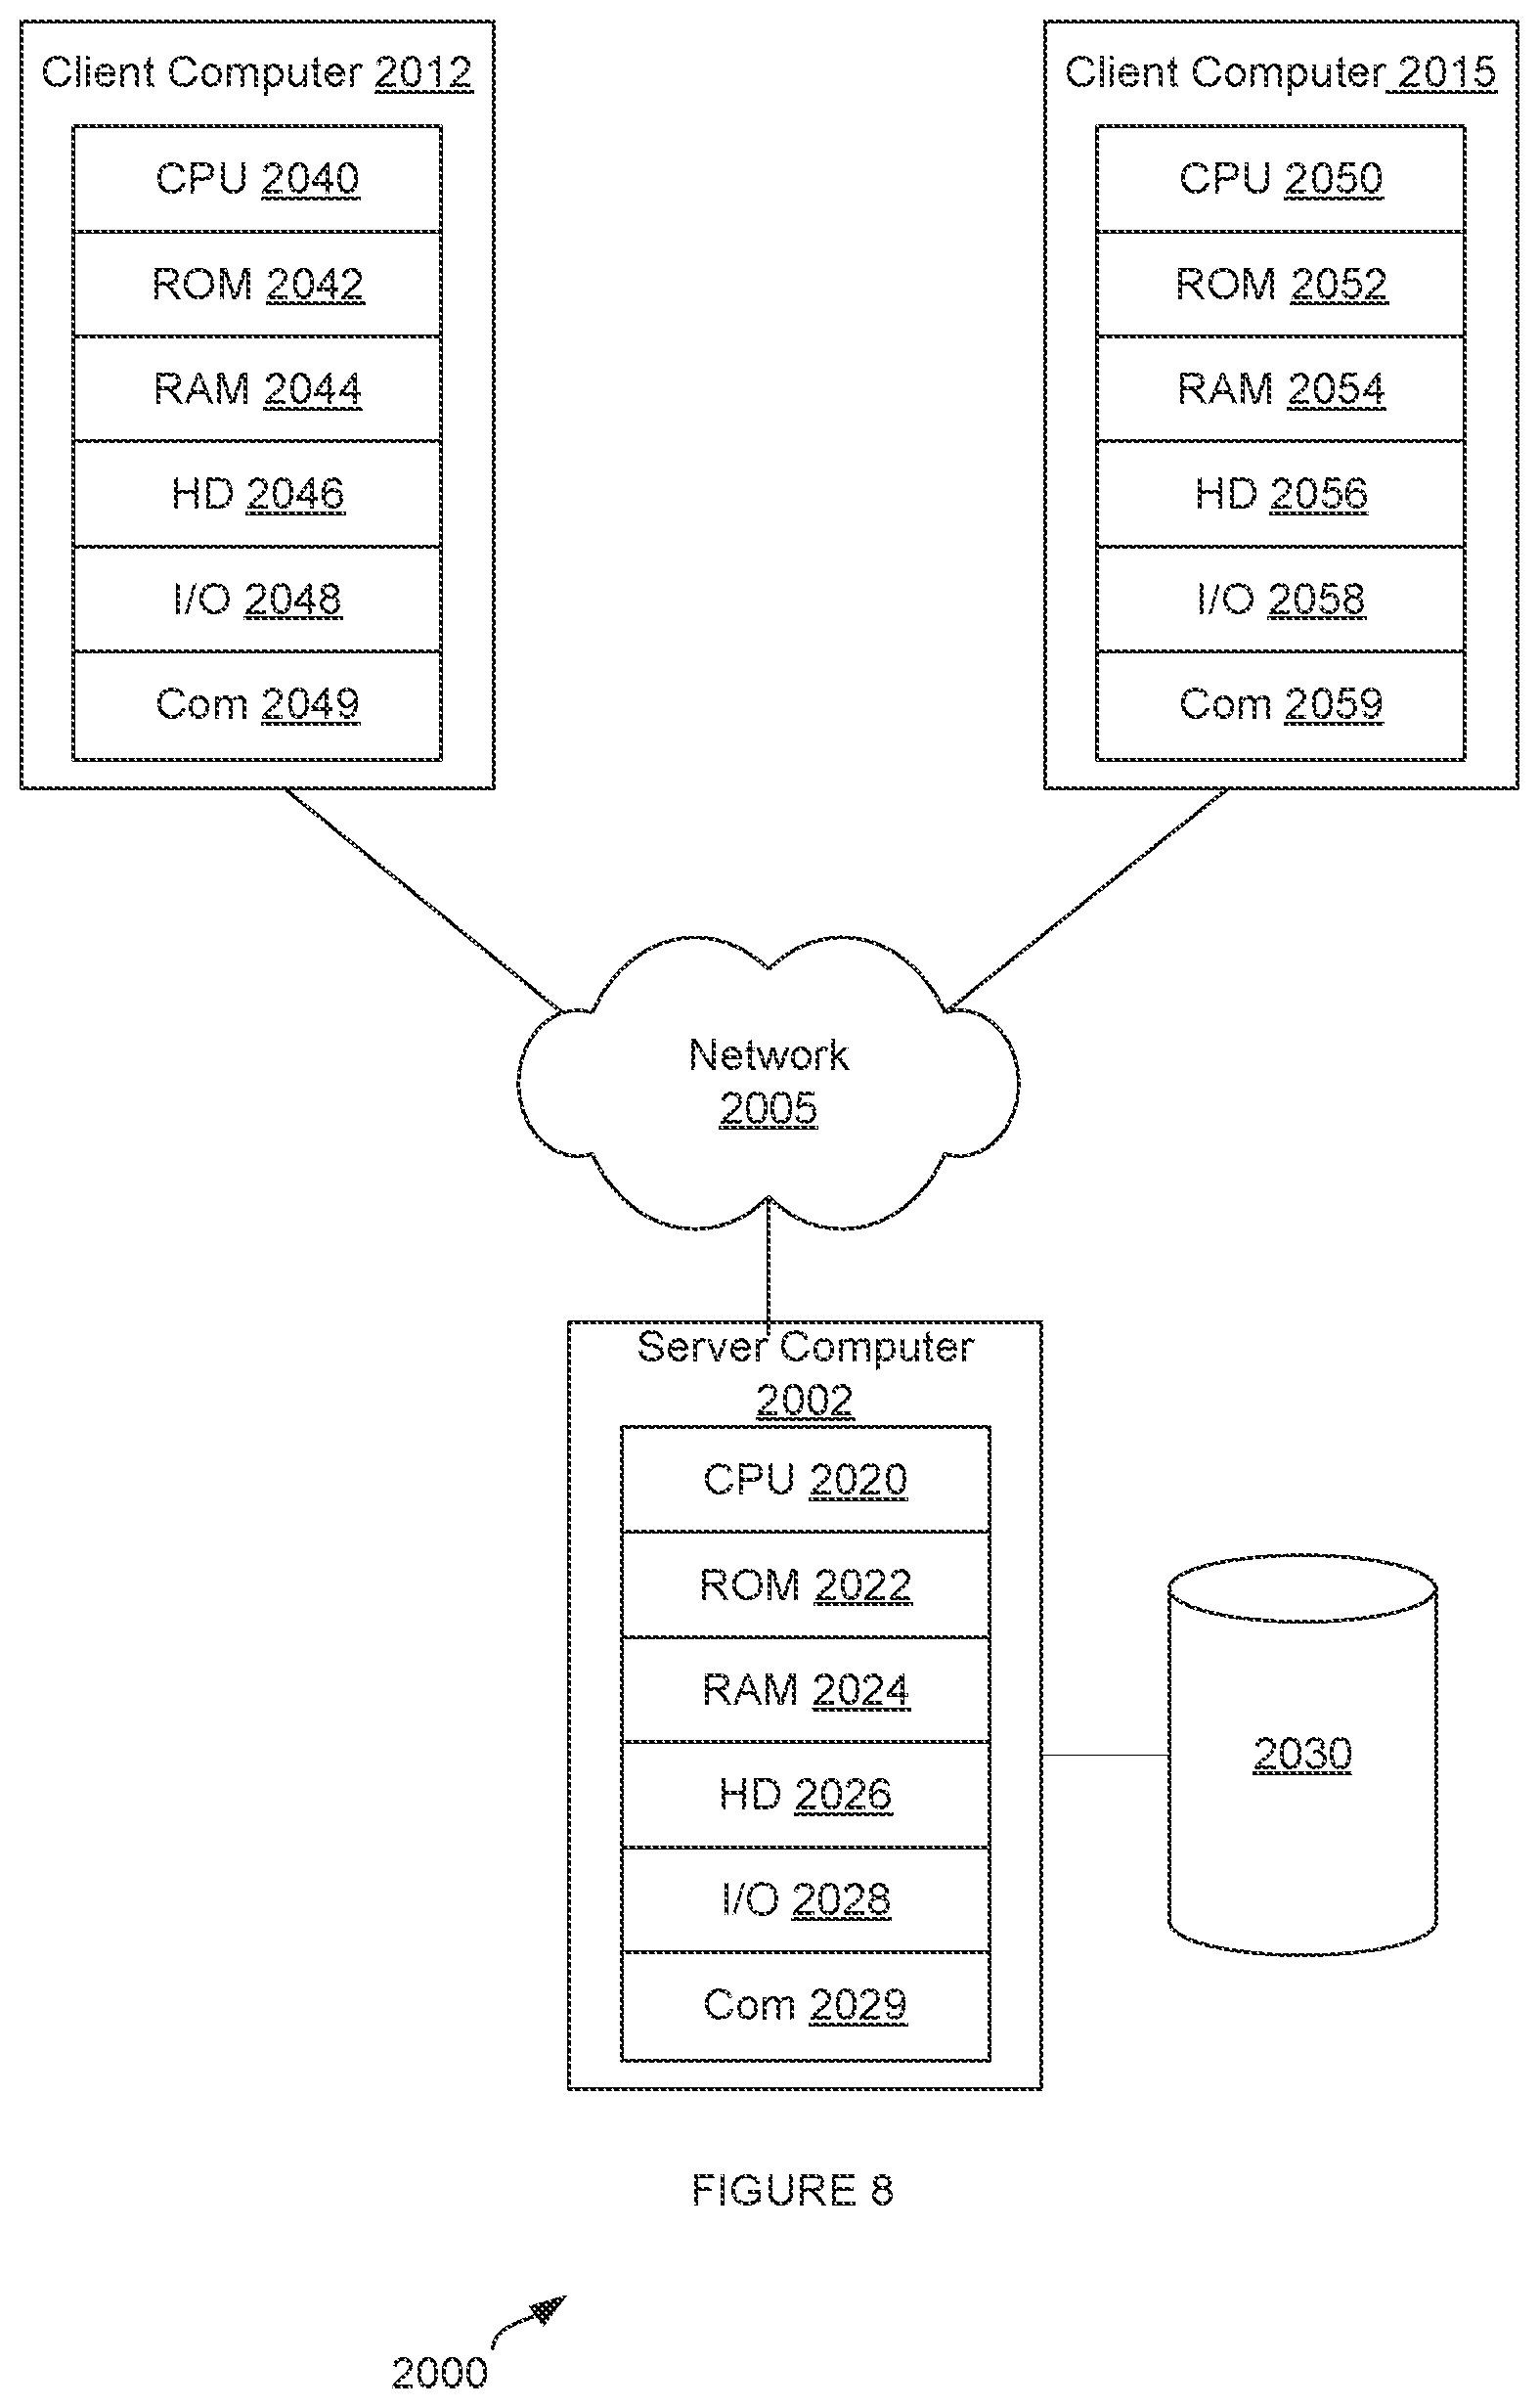 Client Computer 2012
CPU 2040
ROM 2042
RAM 2044
HD 2046
I/O 2048
Com 2049
Client Computer 2015
CPU 2050
ROM 2052
RAM 2054
HD 2056
I/O 2058
Com 2059
Network
2005
Server Computer
2002
CPU 2020
ROM 2022
RAM 2024
HD 2026
I/O 2028
Com 2029
2030
FIGURE 8
2000